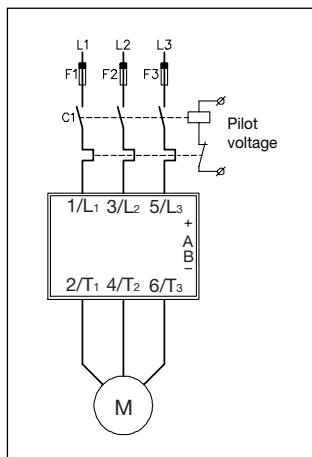 L1 L2 L3
F1 F2 F3
C1
Pilot
voltage
1/L1 3/L2 5/L3
+
A
B
−
2/T1 4/T2 6/T3
M